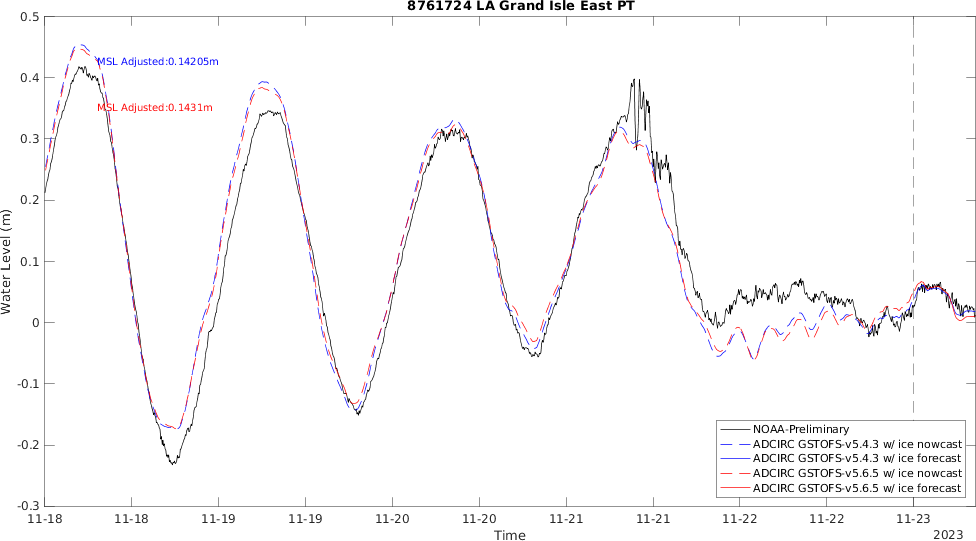 8761724 LA Grand Isle East PT
0.5
0.4
0.3
0.2
0.1
0
-0.1
-0.2
-0.3
Water Level (m)
MSL Adjusted:0.14205m
MSL Adjusted:0.1431m
NOAA-Preliminary
ADCIRC GSTOFS-v5.4.3 w/ ice nowcast
ADCIRC GSTOFS-v5.4.3 w/ ice forecast
ADCIRC GSTOFS-v5.6.5 w/ ice nowcast
ADCIRC GSTOFS-v5.6.5 w/ ice forecast
11-18 11-18 11-19 11-19 11-20 11-20 11-21 11-21 11-22 11-22 11-23
Time
2023